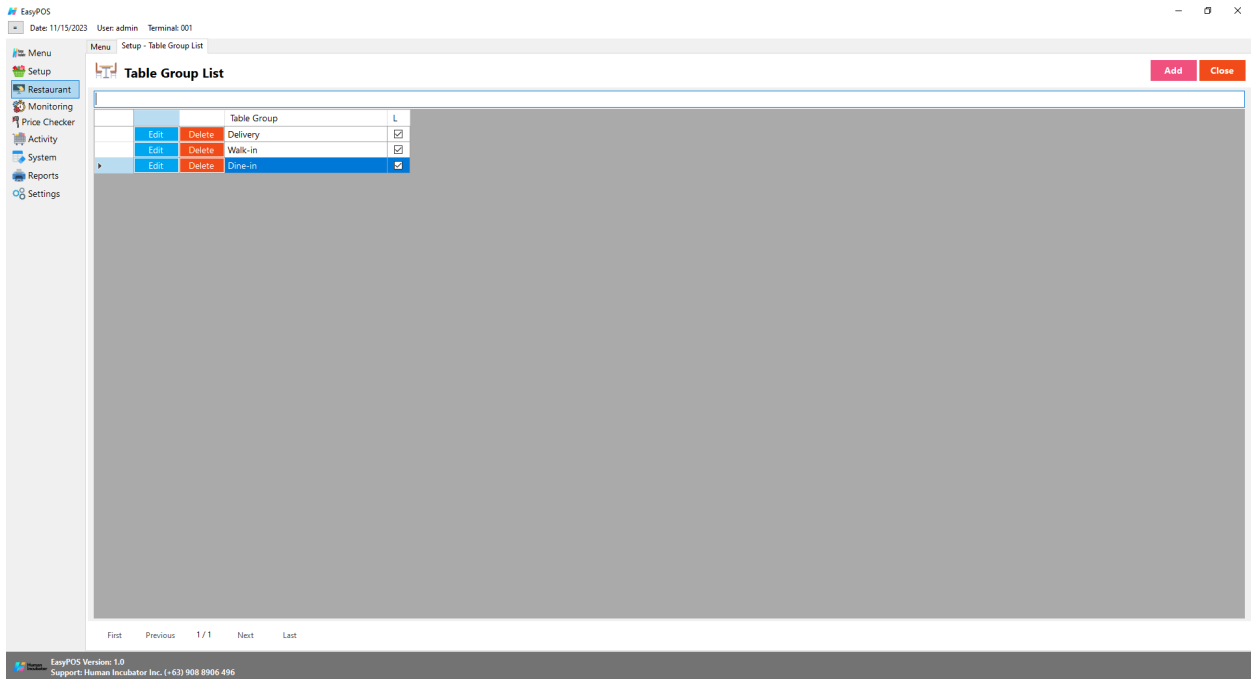 EasyPOS
Date: 11/15/2023 User: admin Terminal: 001
Menu
Setup
Restaurant
Monitoring
Price Checker
Activity
System
Reports
Settings
Menu Setup - Table Group List
Table Group List
Add Close
Table Group L
Edit Delete Delivery
Edit Delete Walk-in
Edit Delete Dine-in
First Previous 1 / 1 Next Last
Human Incubator
EasyPOS Version: 1.0
Support: Human Incubator Inc. (+63) 908 8906 496